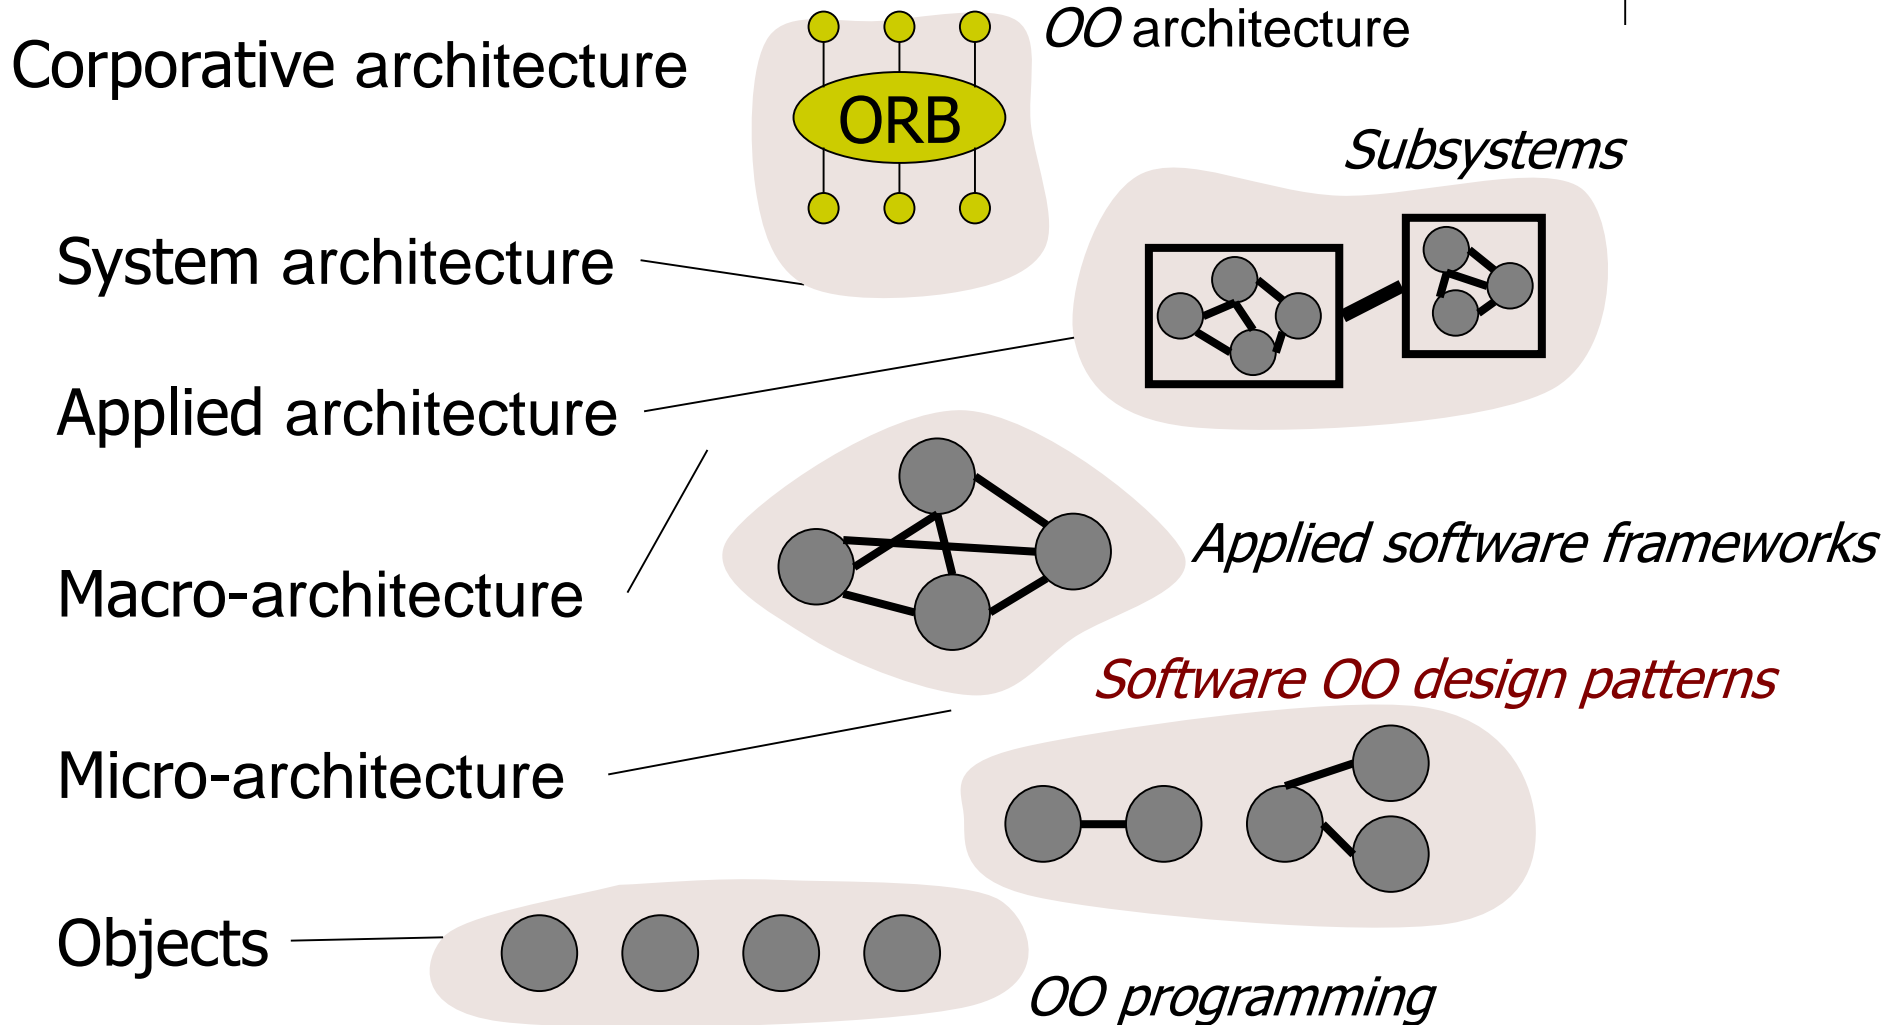 OO architecture
Corporative architecture
ORB
Subsystems
System architecture
Applied architecture
Applied software frameworks
Macro-architecture
Software OO design patterns
Micro-architecture
Objects
OO programming